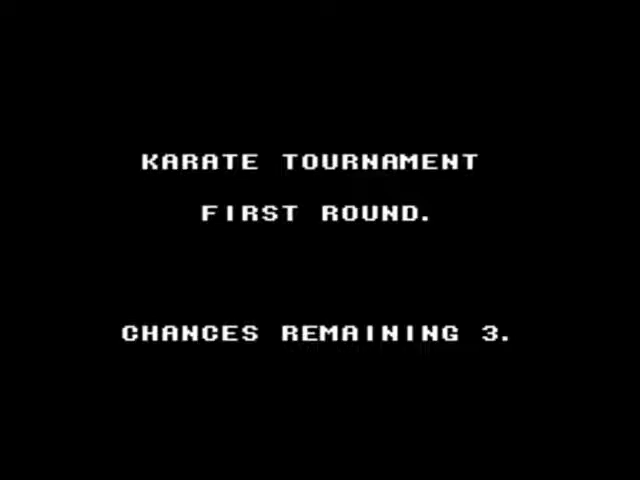 KARATE TOURNAMENT
FIRST ROUND.
CHANCES REMAINING 3.